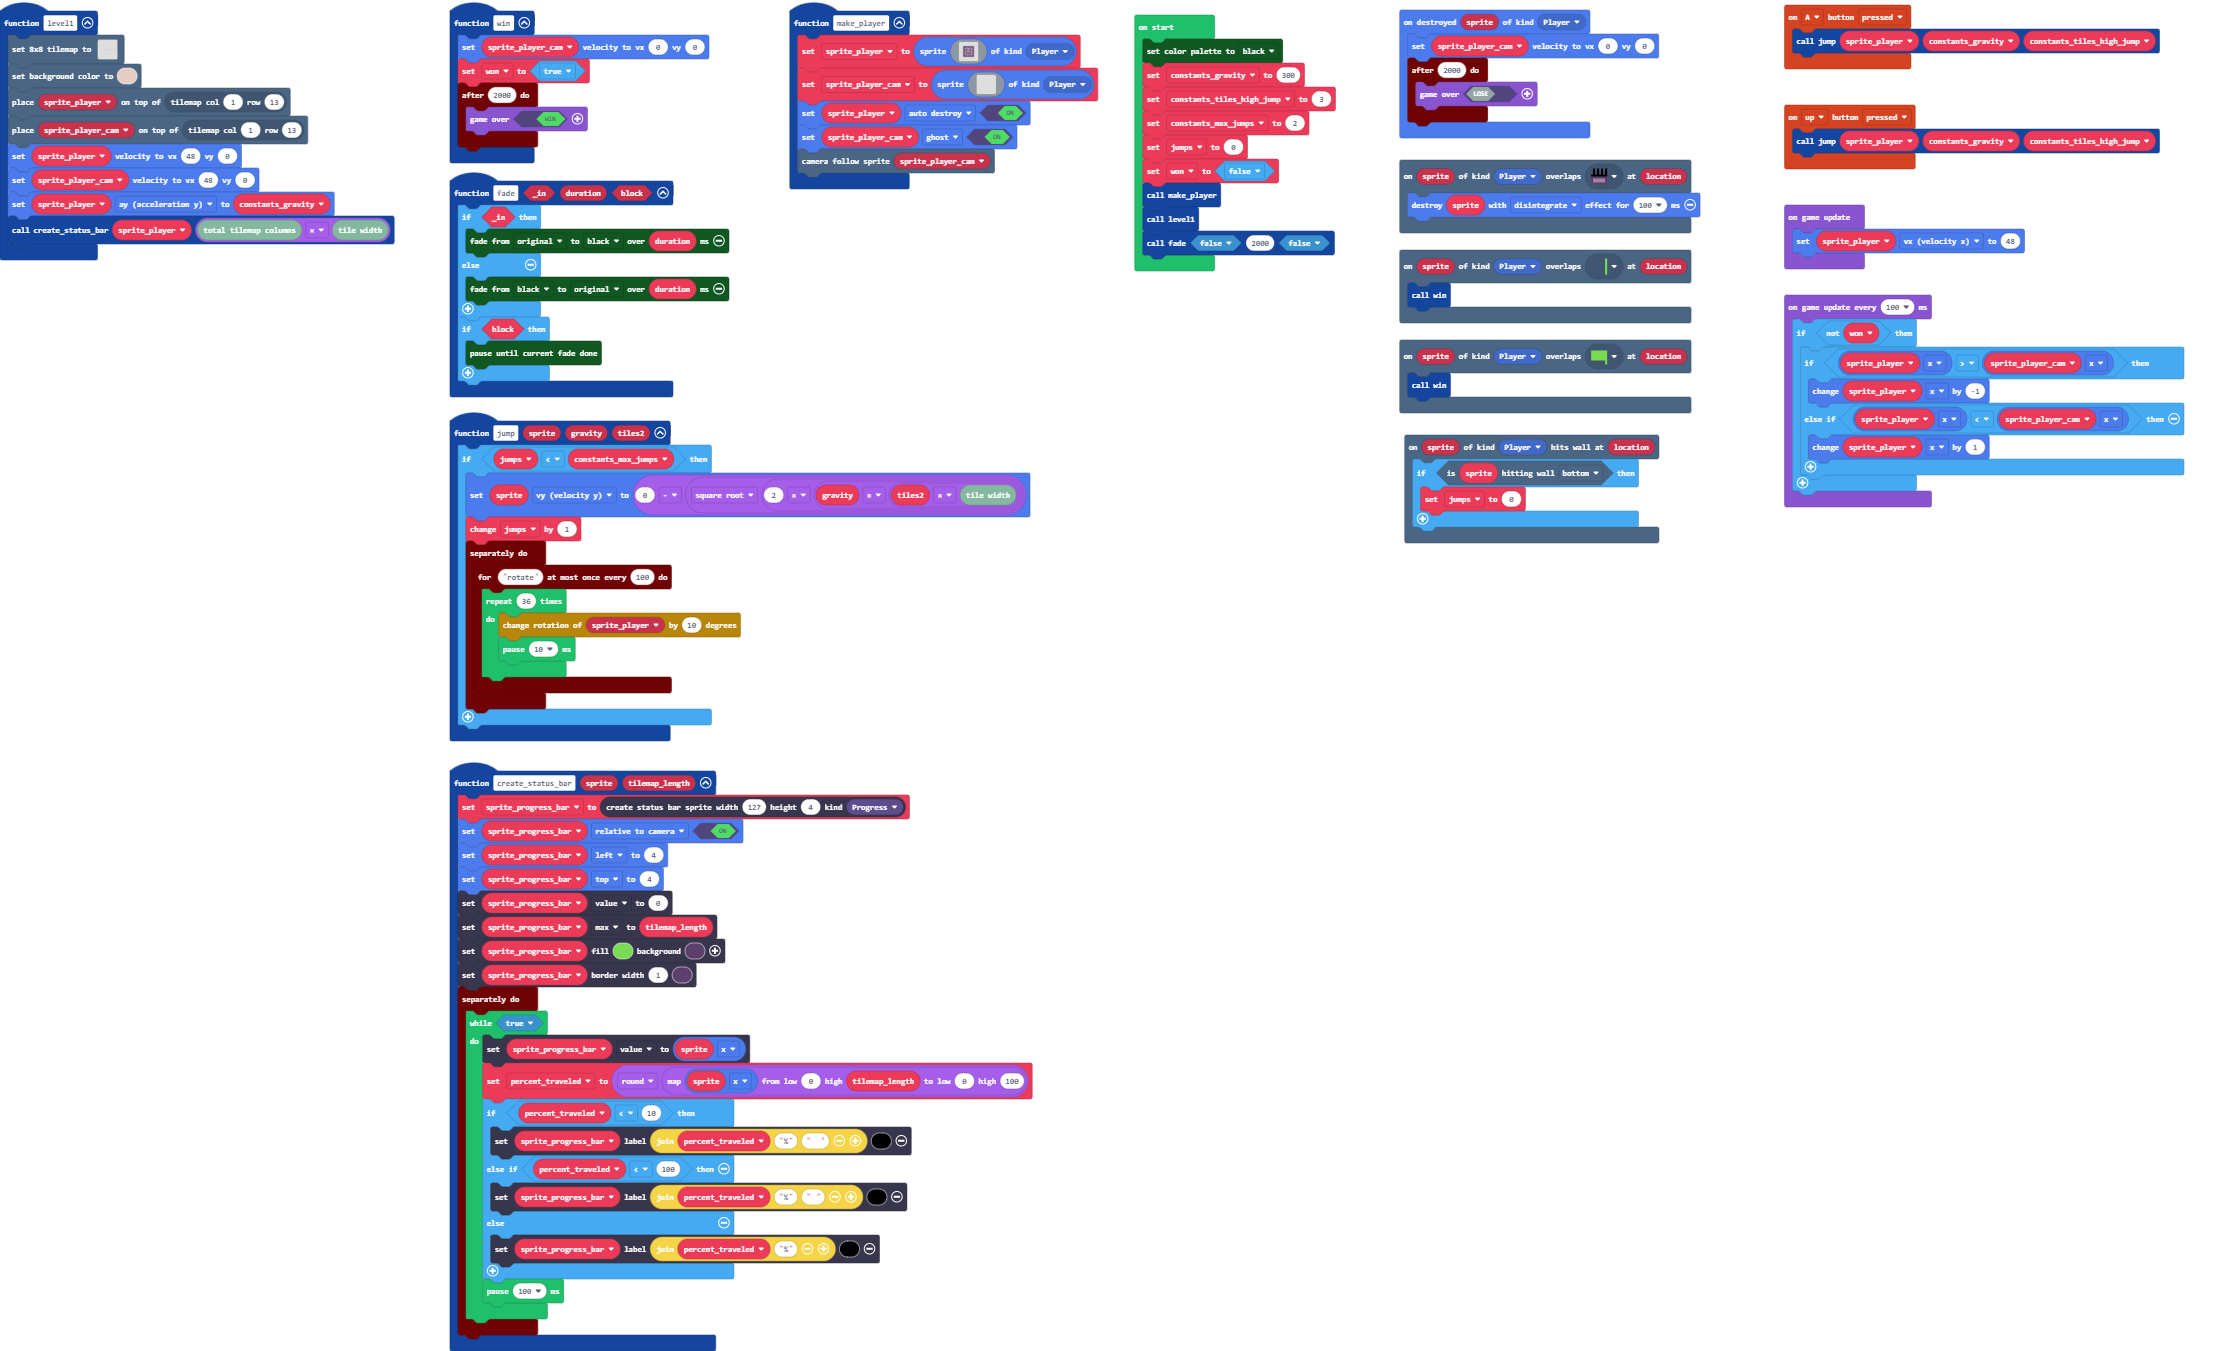 function level1
set 8x8 tilemap to
set background color to
place sprite_player on top of tilemap col 1 row 13
place sprite_player_cam on top of tilemap col 1 row 13
set sprite_player velocity to vx 48 vy 0
set sprite_player_cam velocity to vx 48 vy 0
set sprite_player ay (acceleration y) to constants_gravity
call create_status_bar sprite_player total tilemap columns × tile width
function win
set sprite_player_cam velocity to vx 0 vy 0
set won to true
after 2000 do
game over WIN
function fade _in duration block
if _in then
fade from original to black over duration ms
else
fade from black to original over duration ms
if block then
pause until current fade done
function jump sprite gravity tiles2
if jumps < constants_max_jumps then
set sprite vy (velocity y) to 0 - square root 2 × gravity × tiles2 × tile width
change jumps by 1
separately do
for "rotate" at most once every 100 do
repeat 36 times
do
change rotation of sprite_player by 10 degrees
pause 10 ms
function create_status_bar sprite tilemap_length
set sprite_progress_bar to create status bar sprite width 127 height 4 kind Progress
set sprite_progress_bar relative to camera ON
set sprite_progress_bar left to 4
set sprite_progress_bar top to 4
set sprite_progress_bar value to 0
set sprite_progress_bar max to tilemap_length
set sprite_progress_bar fill background
set sprite_progress_bar border width 1
separately do
while true
do
set sprite_progress_bar value to sprite x
set percent_traveled to round map sprite x from low 0 high tilemap_length to low 0 high 100
if percent_traveled < 10 then
set sprite_progress_bar label join percent_traveled "%" "  "
else if percent_traveled < 100 then
set sprite_progress_bar label join percent_traveled "%" " "
else
set sprite_progress_bar label join percent_traveled "%"
pause 100 ms
function make_player
set sprite_player to sprite of kind Player
set sprite_player_cam to sprite of kind Player
set sprite_player auto destroy ON
set sprite_player_cam ghost ON
camera follow sprite sprite_player_cam
on start
set color palette to black
set constants_gravity to 300
set constants_tiles_high_jump to 3
set constants_max_jumps to 2
set jumps to 0
set won to false
call make_player
call level1
call fade false 2000 false
on destroyed sprite of kind Player
set sprite_player_cam velocity to vx 0 vy 0
after 2000 do
game over LOSE
on sprite of kind Player overlaps at location
destroy sprite with disintegrate effect for 100 ms
on sprite of kind Player overlaps at location
call win
on sprite of kind Player overlaps at location
call win
on sprite of kind Player hits wall at location
if is sprite hitting wall bottom then
set jumps to 0
on A button pressed
call jump sprite_player constants_gravity constants_tiles_high_jump
on up button pressed
call jump sprite_player constants_gravity constants_tiles_high_jump
on game update
set sprite_player vx (velocity x) to 48
on game update every 100 ms
if not won then
if sprite_player x > sprite_player_cam x then
change sprite_player x by -1
else if sprite_player x < sprite_player_cam x then
change sprite_player x by 1